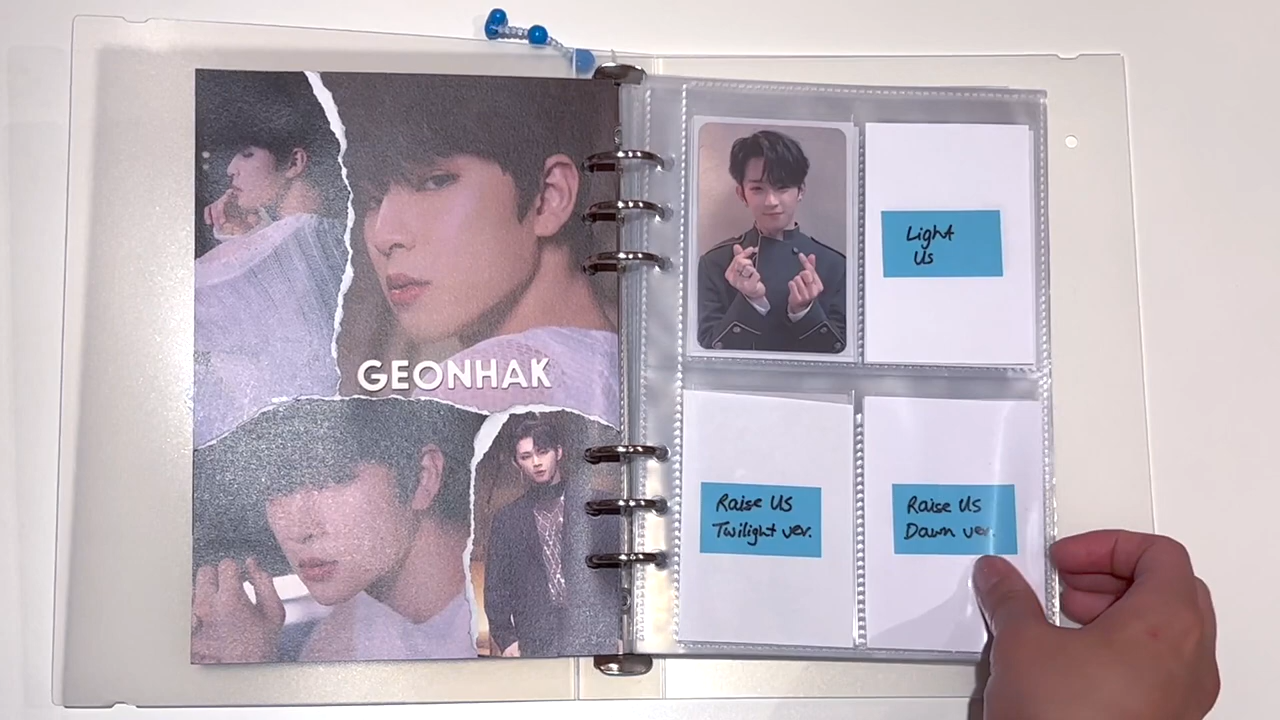 GEONHAK
Light
Us
Raise US
Twilight ver.
Raise US
Dawn ver.